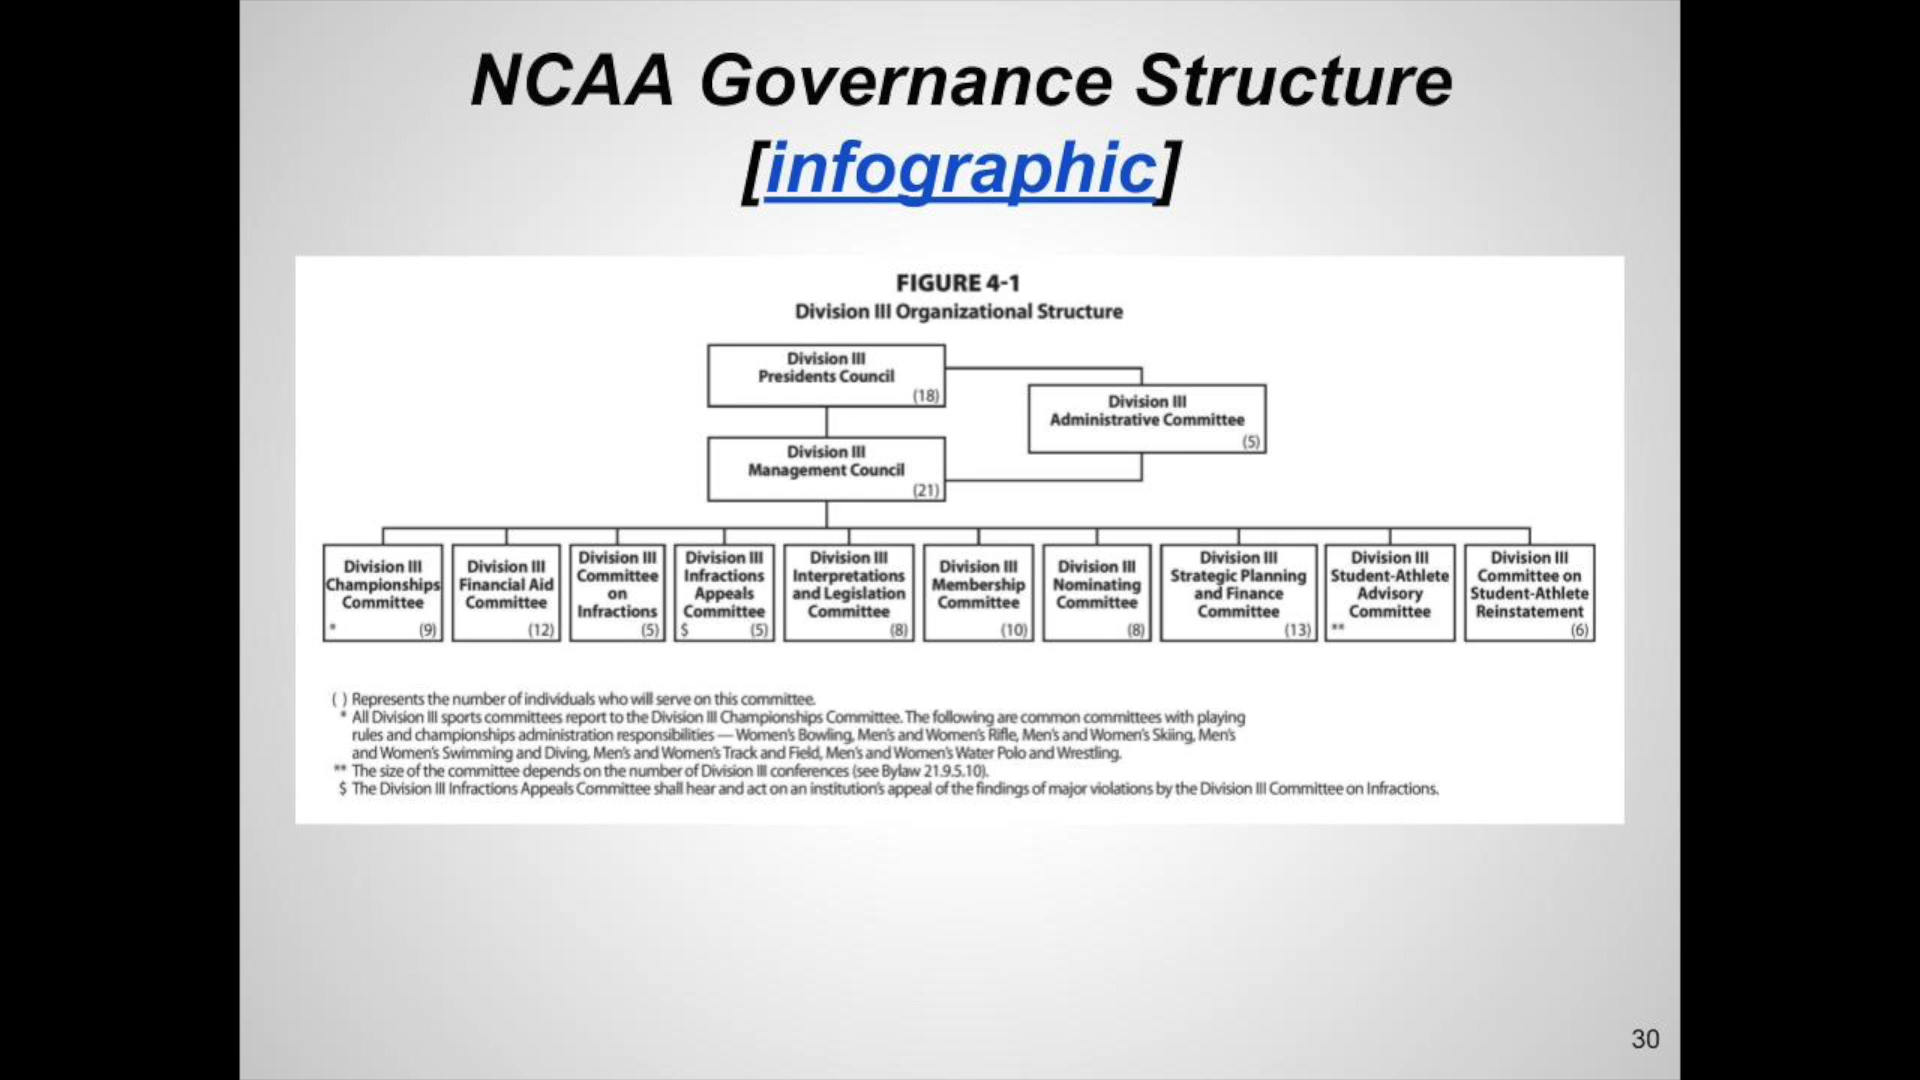 NCAA Governance Structure
[infographic]
FIGURE 4-1
Division III Organizational Structure
Division III
Presidents Council
(18)
Division III
Administrative Committee
(5)
Division III
Management Council
(21)
Division III
Championships
Committee
* (9)
Division III
Financial Aid
Committee
(12)
Division III
Committee
on
Infractions
(5)
Division III
Infractions
Appeals
Committee
$ (5)
Division III
Interpretations
and Legislation
Committee
(8)
Division III
Membership
Committee
(10)
Division III
Nominating
Committee
(8)
Division III
Strategic Planning
and Finance
Committee
(13)
Division III
Student-Athlete
Advisory
Committee
**
Division III
Committee on
Student-Athlete
Reinstatement
(6)
( ) Represents the number of individuals who will serve on this committee.
* All Division III sports committees report to the Division III Championships Committee. The following are common committees with playing
rules and championships administration responsibilities — Women's Bowling, Men's and Women's Rifle, Men's and Women's Skiing, Men's
and Women's Swimming and Diving, Men's and Women's Track and Field, Men's and Women's Water Polo and Wrestling.
** The size of the committee depends on the number of Division III conferences (see Bylaw 21.9.5.10).
$ The Division III Infractions Appeals Committee shall hear and act on an institution's appeal of the findings of major violations by the Division III Committee on Infractions.
30